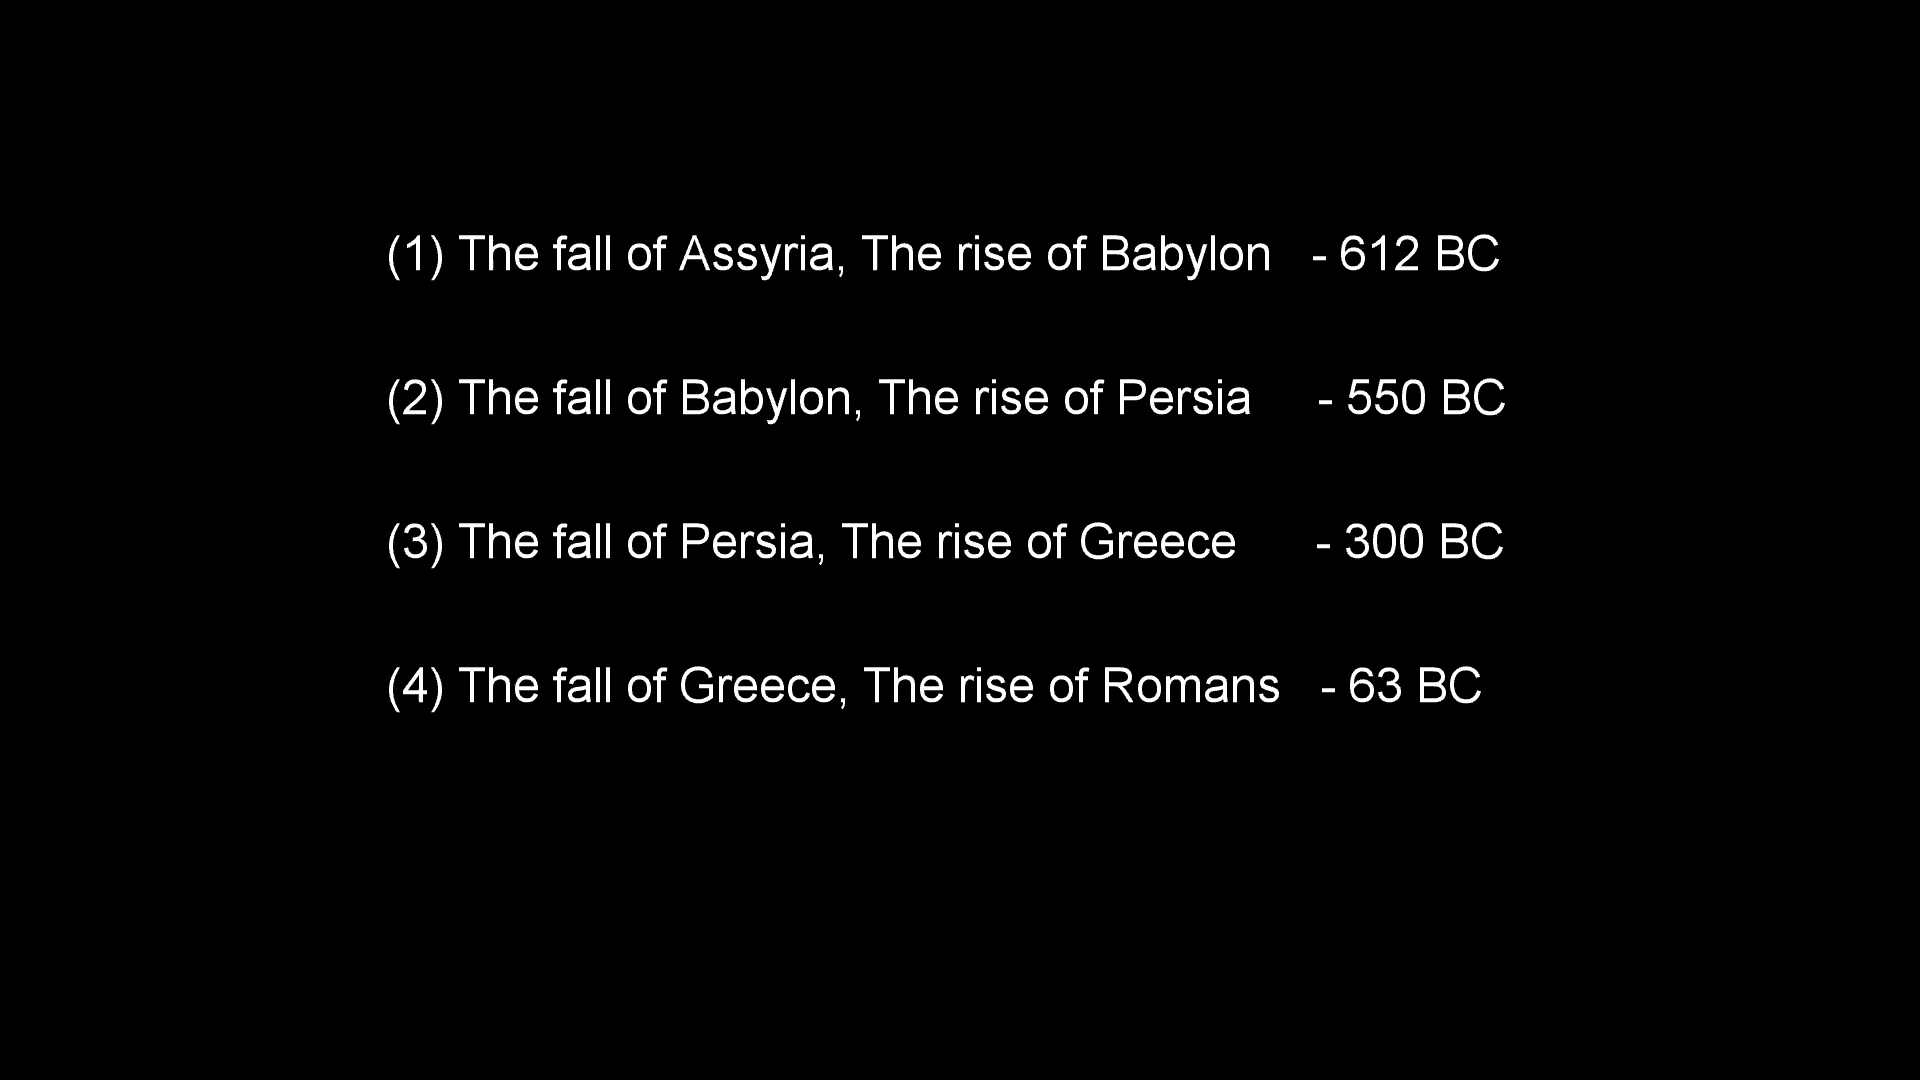 (1) The fall of Assyria, The rise of Babylon - 612 BC
(2) The fall of Babylon, The rise of Persia - 550 BC
(3) The fall of Persia, The rise of Greece - 300 BC
(4) The fall of Greece, The rise of Romans - 63 BC